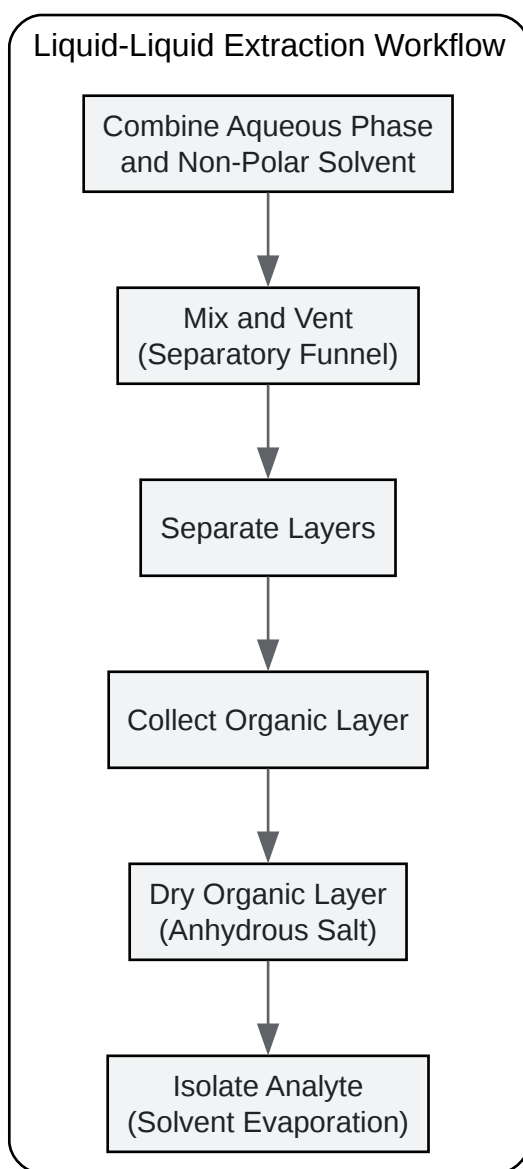 Liquid-Liquid Extraction Workflow
Combine Aqueous Phase
and Non-Polar Solvent
Mix and Vent
(Separatory Funnel)
Separate Layers
Collect Organic Layer
Dry Organic Layer
(Anhydrous Salt)
Isolate Analyte
(Solvent Evaporation)